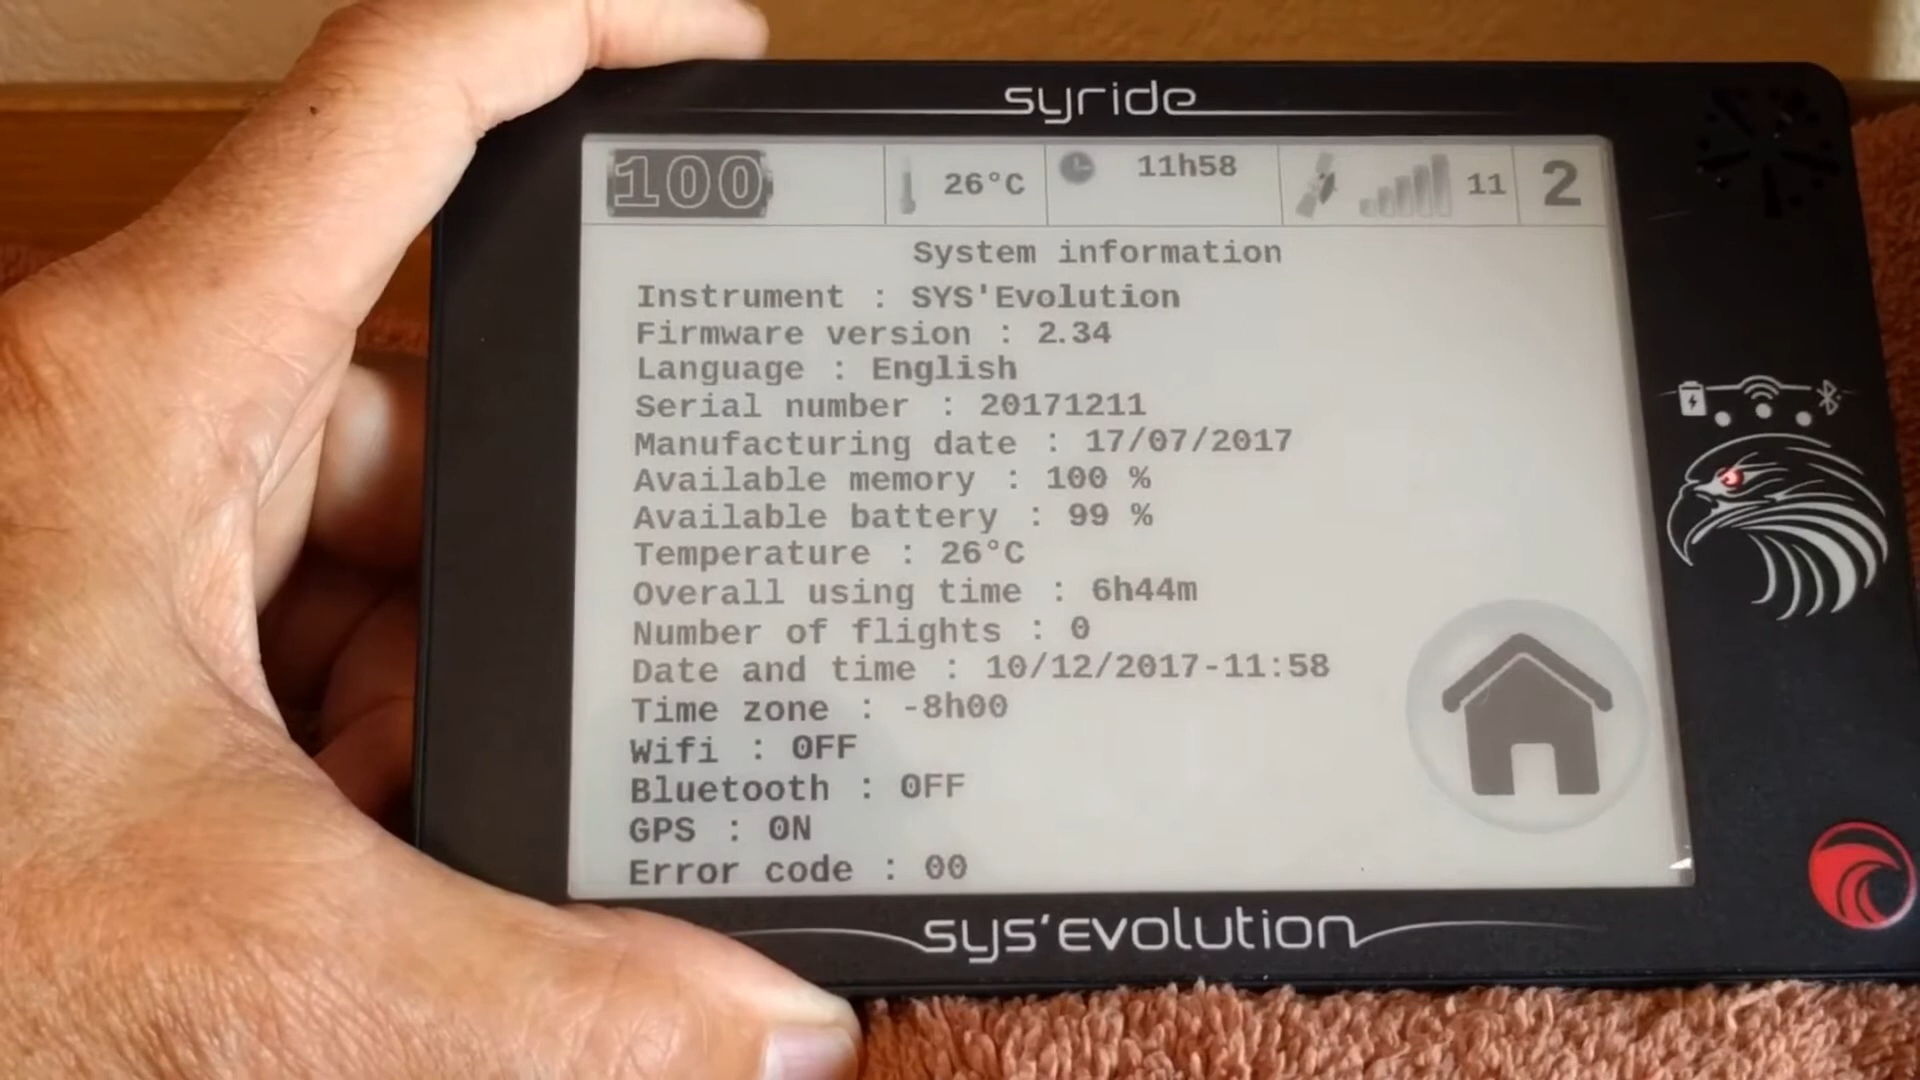 syride
100 26°C 11h58 11 2
System information
Instrument : SYS'Evolution
Firmware version : 2.34
Language : English
Serial number : 20171211
Manufacturing date : 17/07/2017
Available memory : 100 %
Available battery : 99 %
Temperature : 26°C
Overall using time : 6h44m
Number of flights : 0
Date and time : 10/12/2017-11:58
Time zone : -8h00
Wifi : OFF
Bluetooth : OFF
GPS : ON
Error code : 00
sys'evolution